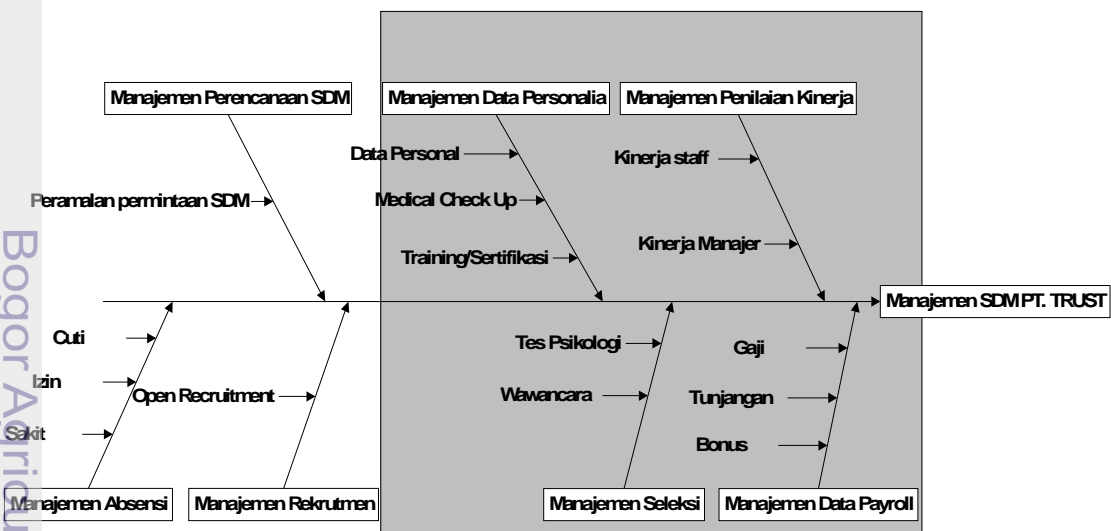 Manajemen Perencanaan SDM
Manajemen Data Personalia
Manajemen Penilaian Kinerja
Data Personal
Kinerja staff
Peramalan permintaan SDM
Medical Check Up
Kinerja Manajer
Training/Sertifikasi
Manajemen SDM PT. TRUST
Cuti
Tes Psikologi
Gaji
Izin
Open Recruitment
Wawancara
Tunjangan
Sakit
Bonus
Manajemen Absensi
Manajemen Rekrutmen
Manajemen Seleksi
Manajemen Data Payroll
Bogor Agricu